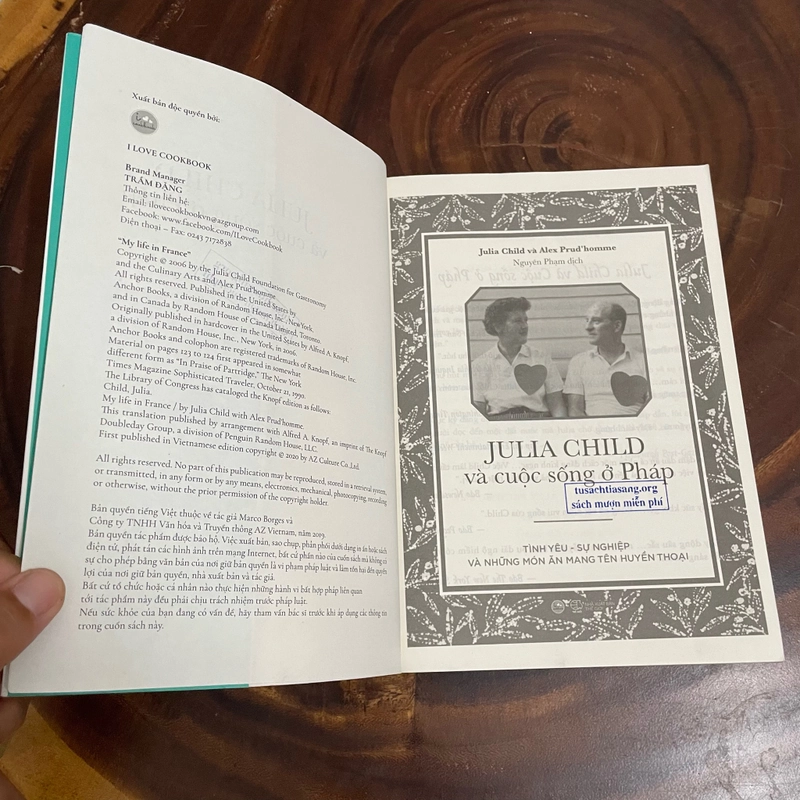 Xuất bản độc quyền bởi:
I LOVE COOKBOOK
Brand Manager
TRẦM ĐẶNG
Thông tin liên hệ:
Email: ilovecookbookvn@azgroup.com
Facebook: www.facebook.com/ILoveCookbook
Điện thoại – Fax: 0243 7172838
"My life in France"
Copyright © 2006 by the Julia Child Foundation for Gastronomy
and the Culinary Arts and Alex Prud'homme.
All rights reserved. Published in the United States by
Anchor Books, a division of Random House, Inc., New York,
and in Canada by Random House of Canada Limited, Toronto.
Originally published in hardcover in the United States by Alfred A. Knopf,
a division of Random House, Inc., New York, in 2006.
Anchor Books and colophon are registered trademarks of Random House, Inc.
Material on pages 123 to 124 first appeared in somewhat
different form as "In Praise of Partridge," The New York
Times Magazine Sophisticated Traveler, October 21, 1990.
The Library of Congress has cataloged the Knopf edition as follows:
Child, Julia.
My life in France / by Julia Child with Alex Prud'homme.
This translation published by arrangement with Alfred A. Knopf, an imprint of The Knopf
Doubleday Group, a division of Penguin Random House, LLC.
First published in Vietnamese edition copyright © 2020 by AZ Culture Co. Ltd.
All rights reserved. No part of this publication may be reproduced, stored in a retrieval system,
or transmitted, in any form or by any means, electronics, mechanical, photocopying, recording
or otherwise, without the prior permission of the copyright holder.
Bản quyền tiếng Việt thuộc về tác giả Marco Borges và
Công ty TNHH Văn hóa và Truyền thông AZ Việt Nam, năm 2019.
Bản quyền tác phẩm được bảo hộ. Việc xuất bản, sao chụp, phân phối dưới dạng in ấn hoặc sách
điện tử, phát tán các hình ảnh trên mạng Internet, bất cứ phần nào của cuốn sách mà không có
sự cho phép bằng văn bản của nơi giữ bản quyền là vi phạm pháp luật và làm tổn hại đến quyền
lợi của nơi giữ bản quyền, nhà xuất bản và tác giả.
Bất cứ tổ chức hoặc cá nhân nào thực hiện những hành vi bất hợp pháp liên quan
tới tác phẩm này đều phải chịu trách nhiệm trước pháp luật.
Nếu sức khỏe của bạn đang có vấn đề, hãy tham vấn bác sĩ trước khi áp dụng các thông tin
trong cuốn sách này.
Julia Child và Alex Prud'homme
Nguyên Phạm dịch
JULIA CHILD
và cuộc sống ở Pháp
tusachtiasang.org
sách mượn miễn phí
TÌNH YÊU - SỰ NGHIỆP
VÀ NHỮNG MÓN ĂN MANG TÊN HUYỀN THOẠI